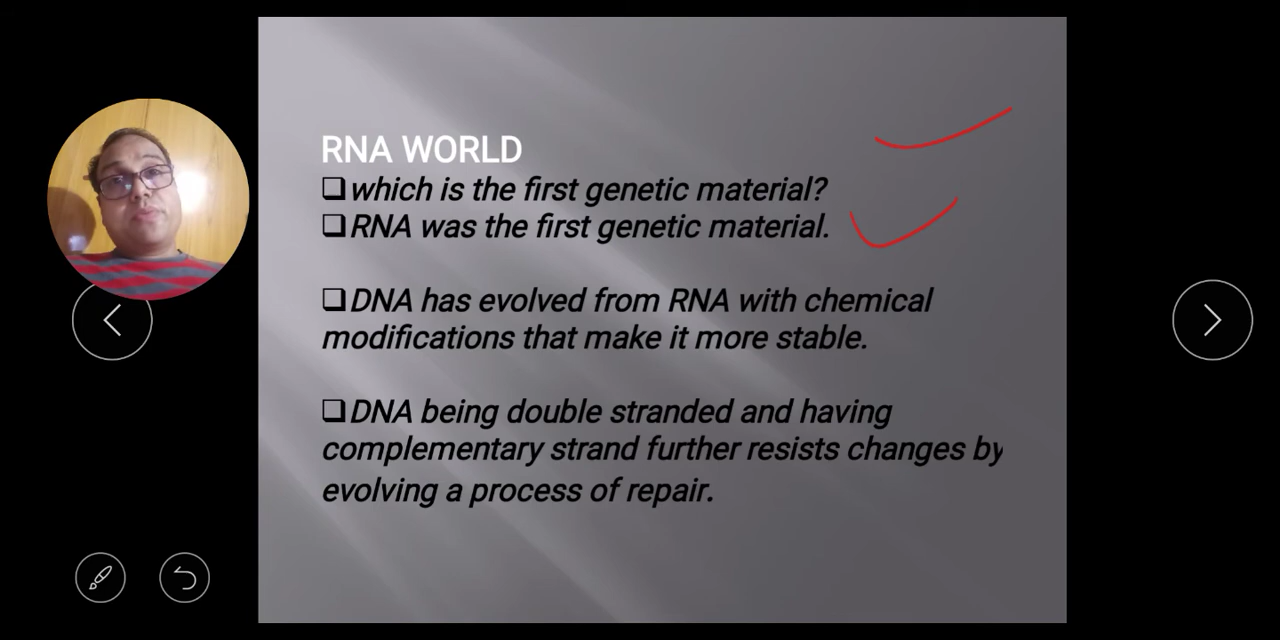 RNA WORLD
❑which is the first genetic material?
❑RNA was the first genetic material.
❑DNA has evolved from RNA with chemical
modifications that make it more stable.
❑DNA being double stranded and having
complementary strand further resists changes by
evolving a process of repair.